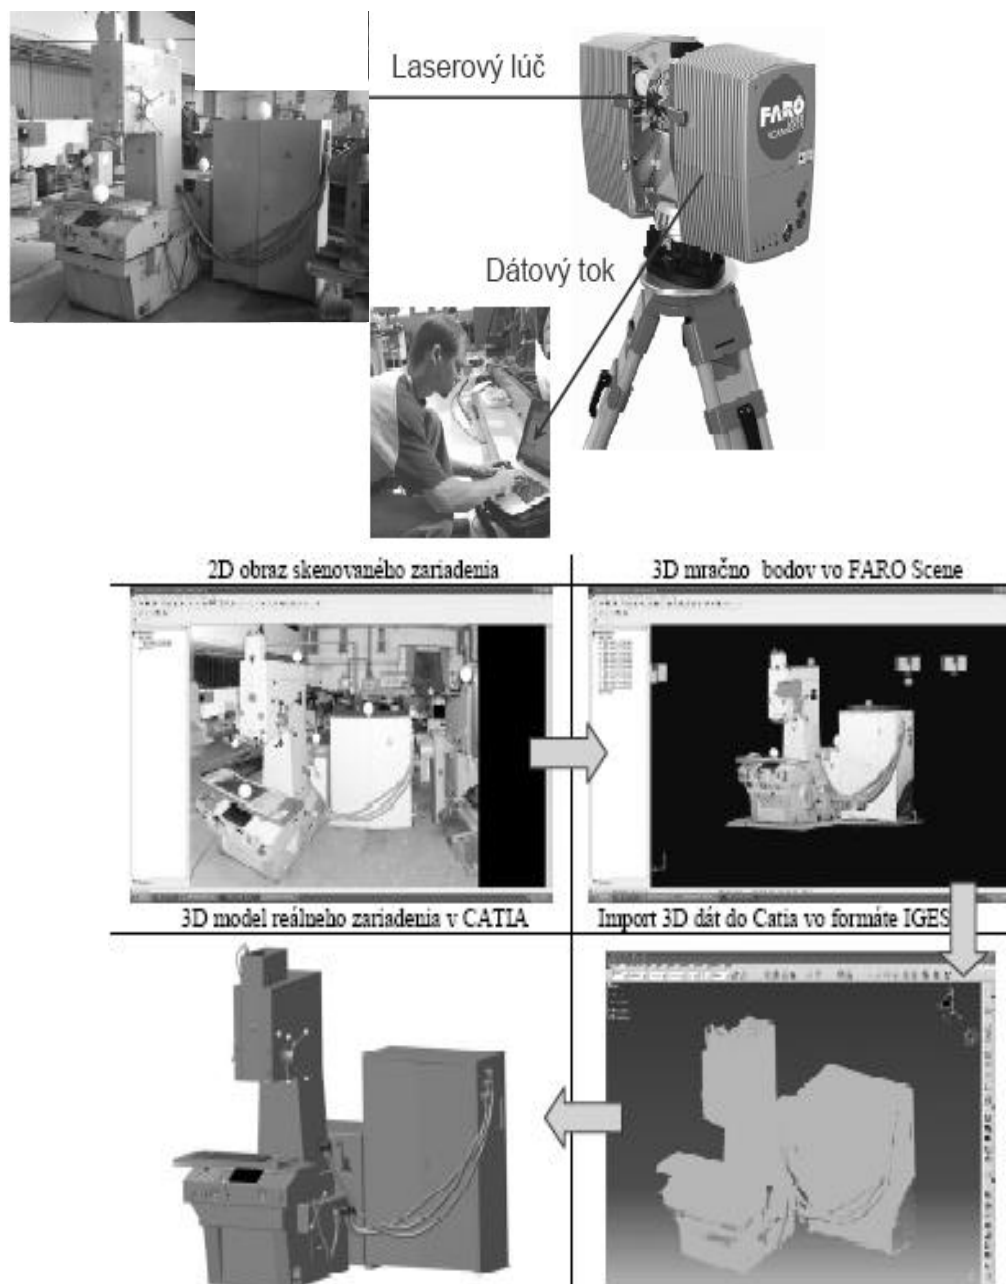 Laserový lúč
FARO
Dátový tok
2D obraz skenovaného zariadenia
3D mračno bodov vo FARO Scene
3D model reálneho zariadenia v CATIA
Import 3D dát do Catia vo formáte IGES